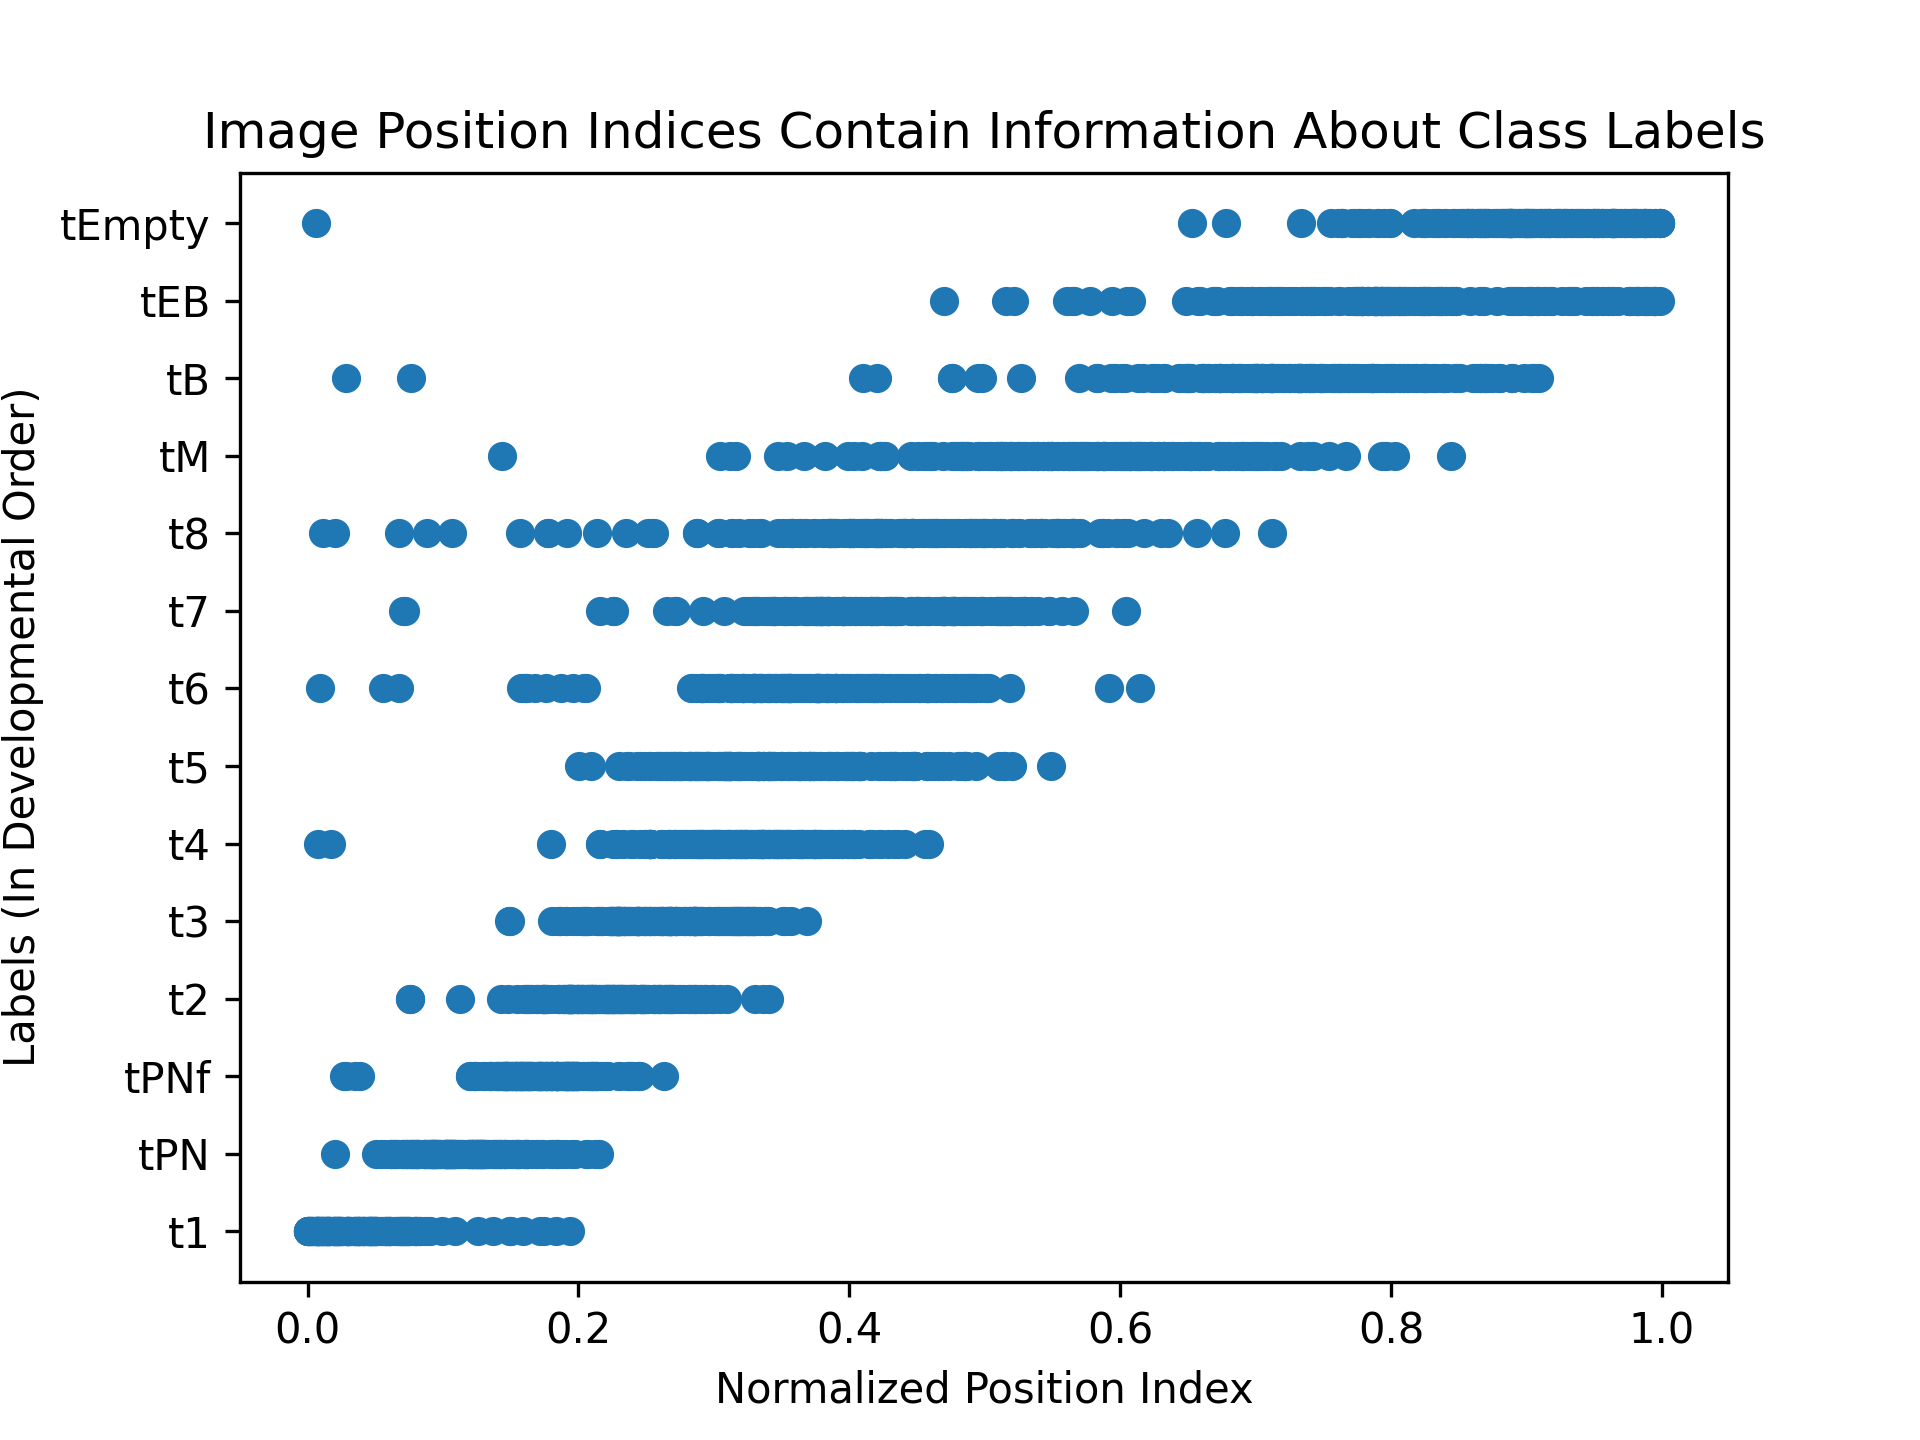 Image Position Indices Contain Information About Class Labels
Labels (In Developmental Order)
tEmpty
tEB
tB
tM
t8
t7
t6
t5
t4
t3
t2
tPNf
tPN
t1
0.0 0.2 0.4 0.6 0.8 1.0
Normalized Position Index